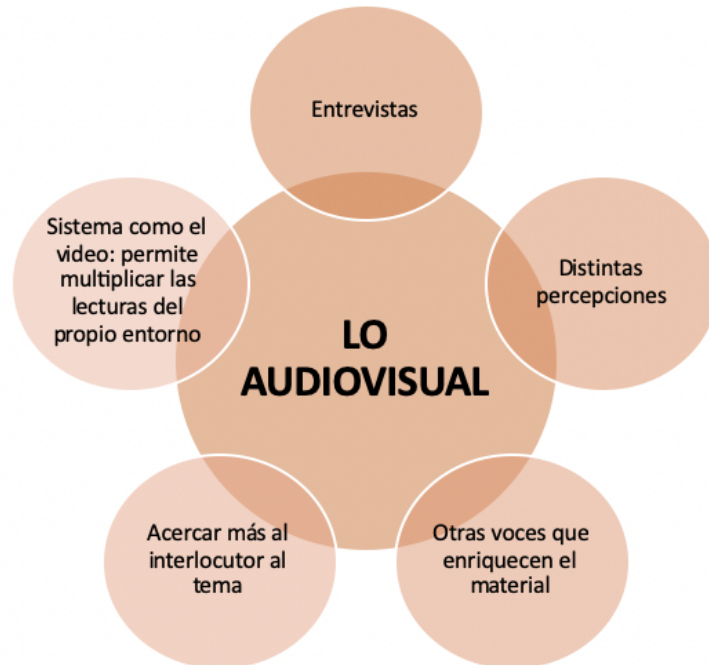 Entrevistas
Sistema como el
video: permite
multiplicar las
lecturas del
propio entorno
Distintas
percepciones
LO
AUDIOVISUAL
Acercar más al
interlocutor al
tema
Otras voces que
enriquecen el
material